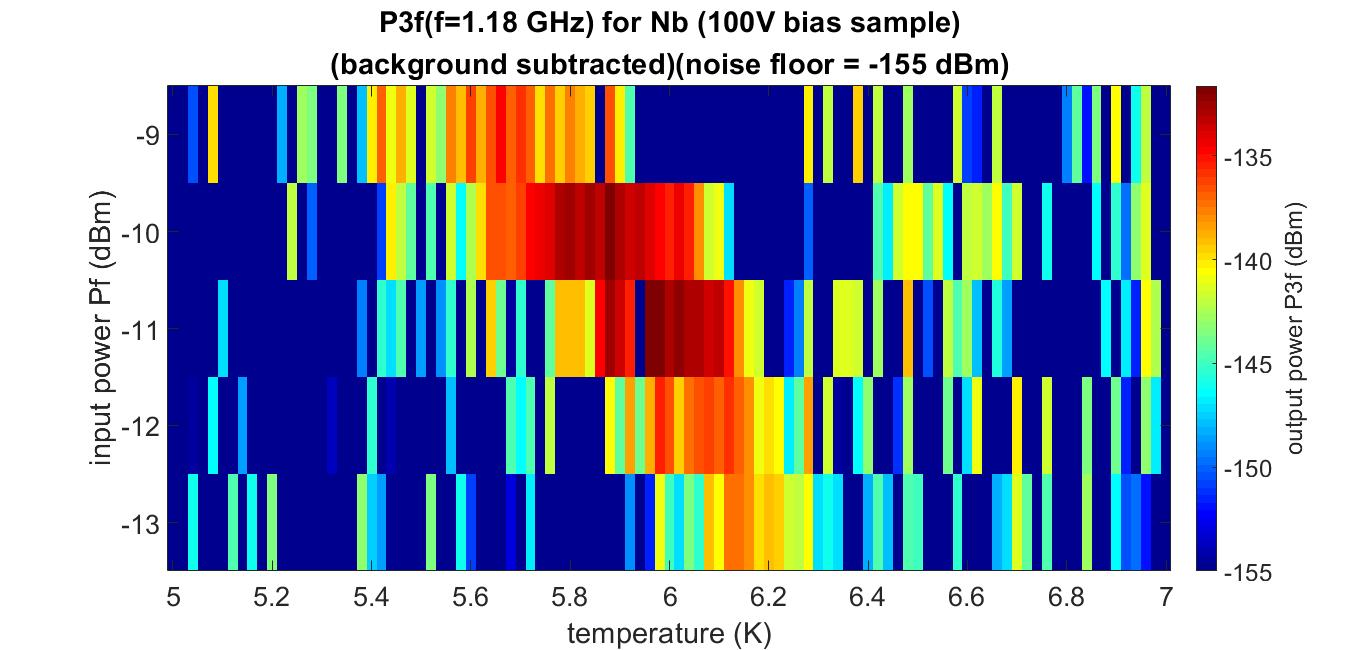 P3f(f=1.18 GHz) for Nb (100V bias sample)
(background subtracted)(noise floor = -155 dBm)
input power Pf (dBm)
-9
-10
-11
-12
-13
5 5.2 5.4 5.6 5.8 6 6.2 6.4 6.6 6.8 7
temperature (K)
-135
-140
-145
-150
-155
output power P3f (dBm)